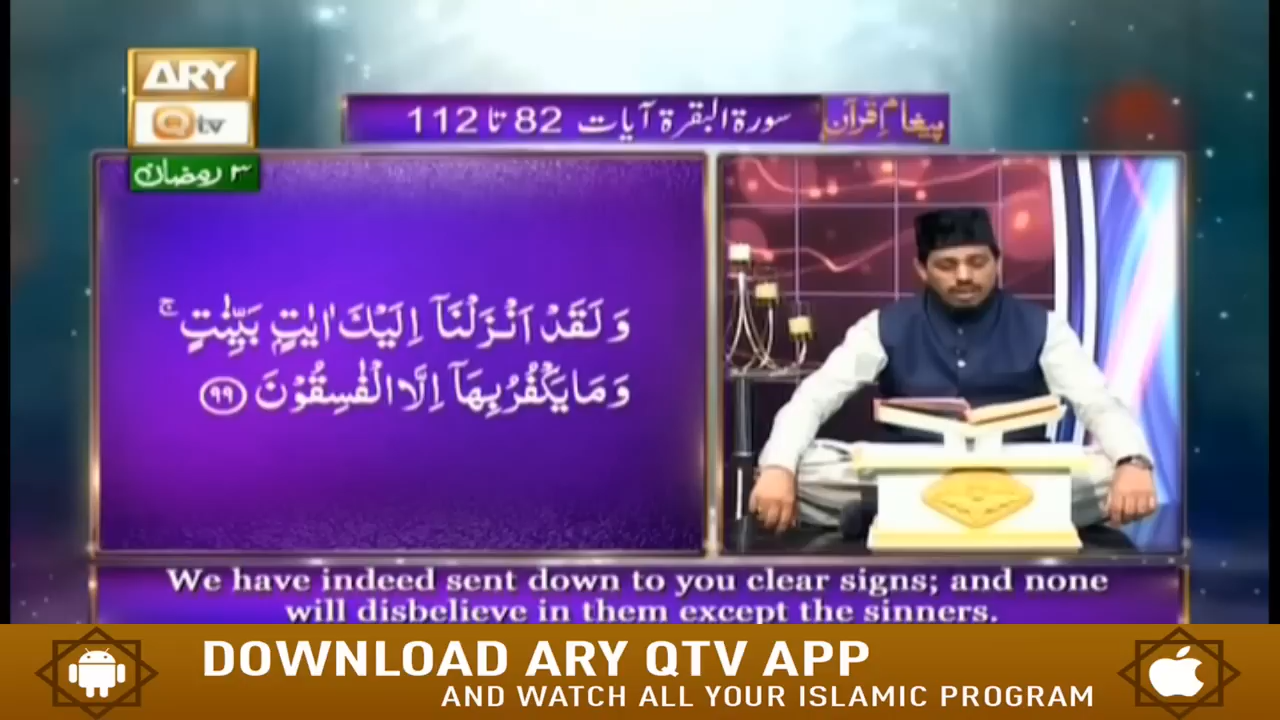 ARY
Qtv
پیغام قرآن
سورۃ البقرۃ آیات 82 تا 112
۳ رمضان
وَلَقَدْ اَنْزَلْنَاۤ اِلَیْكَ اٰیٰتٍۭ بَیِّنٰتٍ ۚ
وَمَا یَكْفُرُ بِهَاۤ اِلَّا الْفٰسِقُوْنَ ۹۹
We have indeed sent down to you clear signs; and none
will disbelieve in them except the sinners.
DOWNLOAD ARY QTV APP
AND WATCH ALL YOUR ISLAMIC PROGRAM